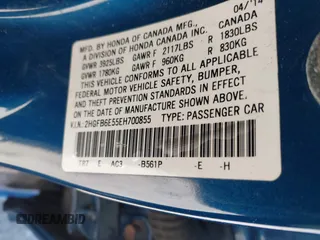 MFD. BY HONDA OF CANADA MFG.,
A DIVISION OF HONDA CANADA INC. CANADA 04/14
GVWR 3925LBS GAWR F 2117LBS R 1830LBS
GVWR 1780KG GAWR F 960KG R 830KG
THIS VEHICLE CONFORMS TO ALL APPLICABLE
FEDERAL MOTOR VEHICLE SAFETY, BUMPER,
AND THEFT PREVENTION STANDARDS IN EFFECT
ON THE DATE OF MANUFACTURE SHOWN ABOVE.
V.I.N.: 2HGFB6E55EH700855 TYPE: PASSENGER CAR
E AG3 -B561P -E -H
DREAMBID